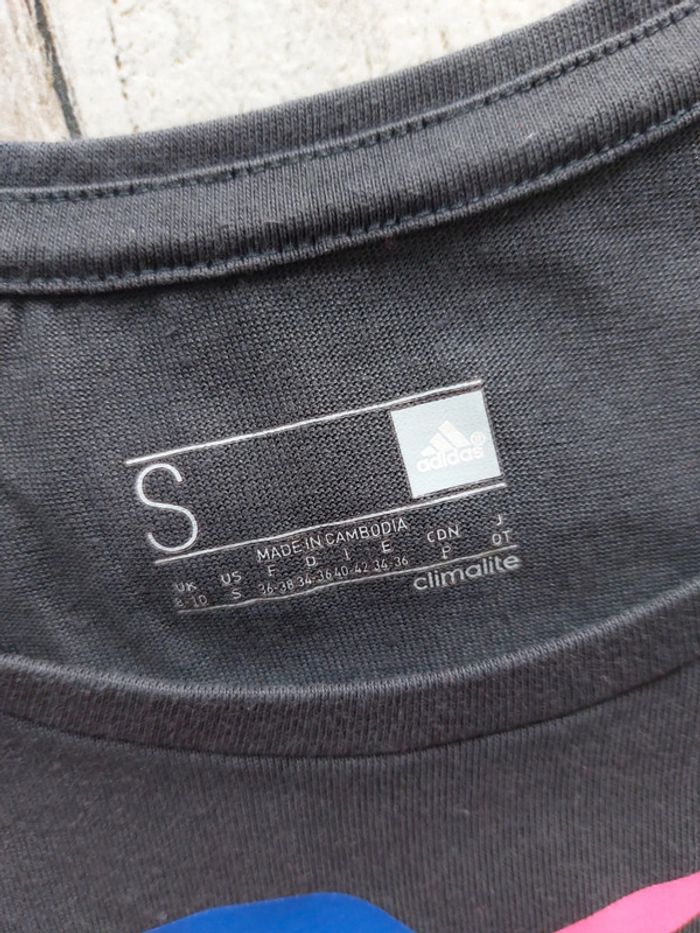 S
adidas®
MADE IN CAMBODIA
UK US F D I E CDN J
8-10 S 36-38 34-36 40-42 34-36 P OT
climalite